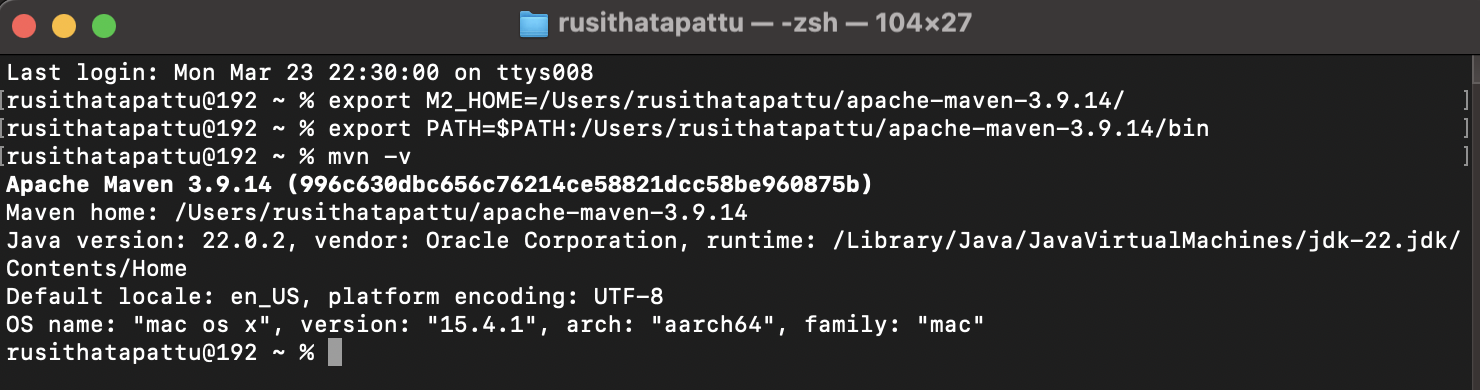 rusithatapattu — -zsh — 104×27
Last login: Mon Mar 23 22:30:00 on ttys008
[rusithatapattu@192 ~ % export M2_HOME=/Users/rusithatapattu/apache-maven-3.9.14/ ]
[rusithatapattu@192 ~ % export PATH=$PATH:/Users/rusithatapattu/apache-maven-3.9.14/bin ]
[rusithatapattu@192 ~ % mvn -v ]
Apache Maven 3.9.14 (996c630dbc656c76214ce58821dcc58be960875b)
Maven home: /Users/rusithatapattu/apache-maven-3.9.14
Java version: 22.0.2, vendor: Oracle Corporation, runtime: /Library/Java/JavaVirtualMachines/jdk-22.jdk/
Contents/Home
Default locale: en_US, platform encoding: UTF-8
OS name: "mac os x", version: "15.4.1", arch: "aarch64", family: "mac"
rusithatapattu@192 ~ %